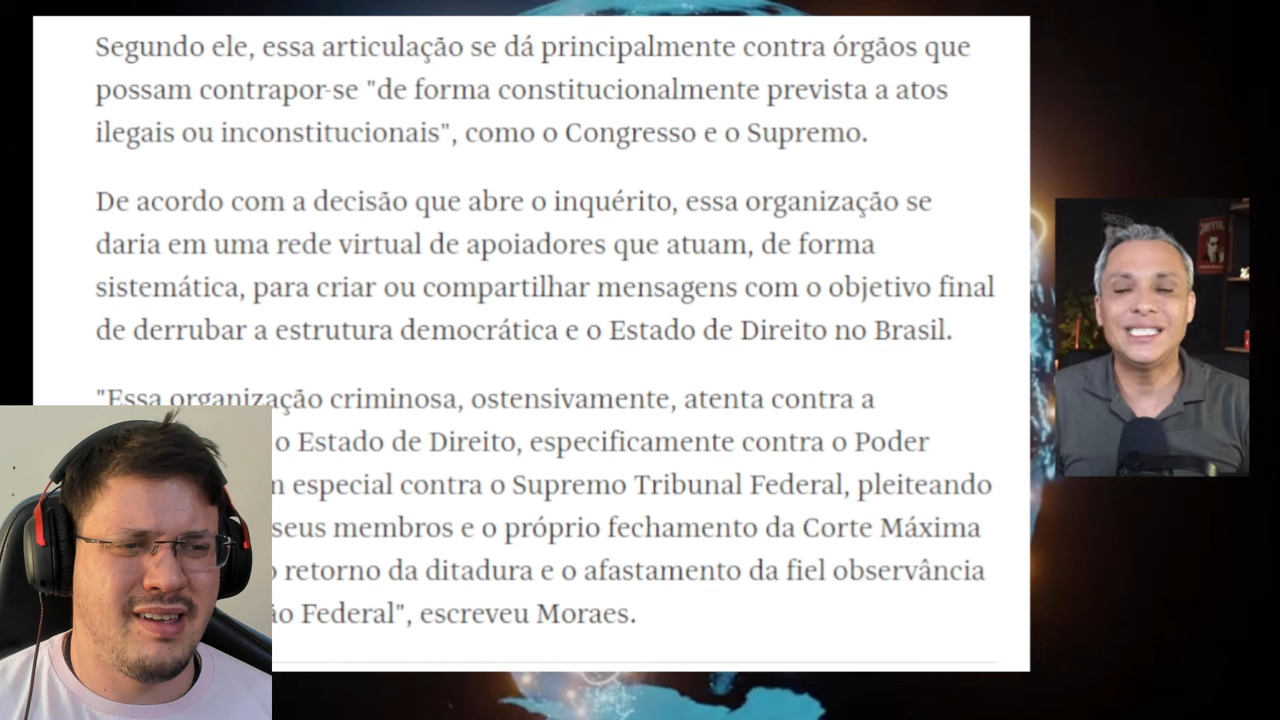 Segundo ele, essa articulação se dá principalmente contra órgãos que
possam contrapor-se "de forma constitucionalmente prevista a atos
ilegais ou inconstitucionais", como o Congresso e o Supremo.
De acordo com a decisão que abre o inquérito, essa organização se
daria em uma rede virtual de apoiadores que atuam, de forma
sistemática, para criar ou compartilhar mensagens com o objetivo final
de derrubar a estrutura democrática e o Estado de Direito no Brasil.
"Essa organização criminosa, ostensivamente, atenta contra a
o Estado de Direito, especificamente contra o Poder
especial contra o Supremo Tribunal Federal, pleiteando
seus membros e o próprio fechamento da Corte Máxima
retorno da ditadura e o afastamento da fiel observância
Federal", escreveu Moraes.